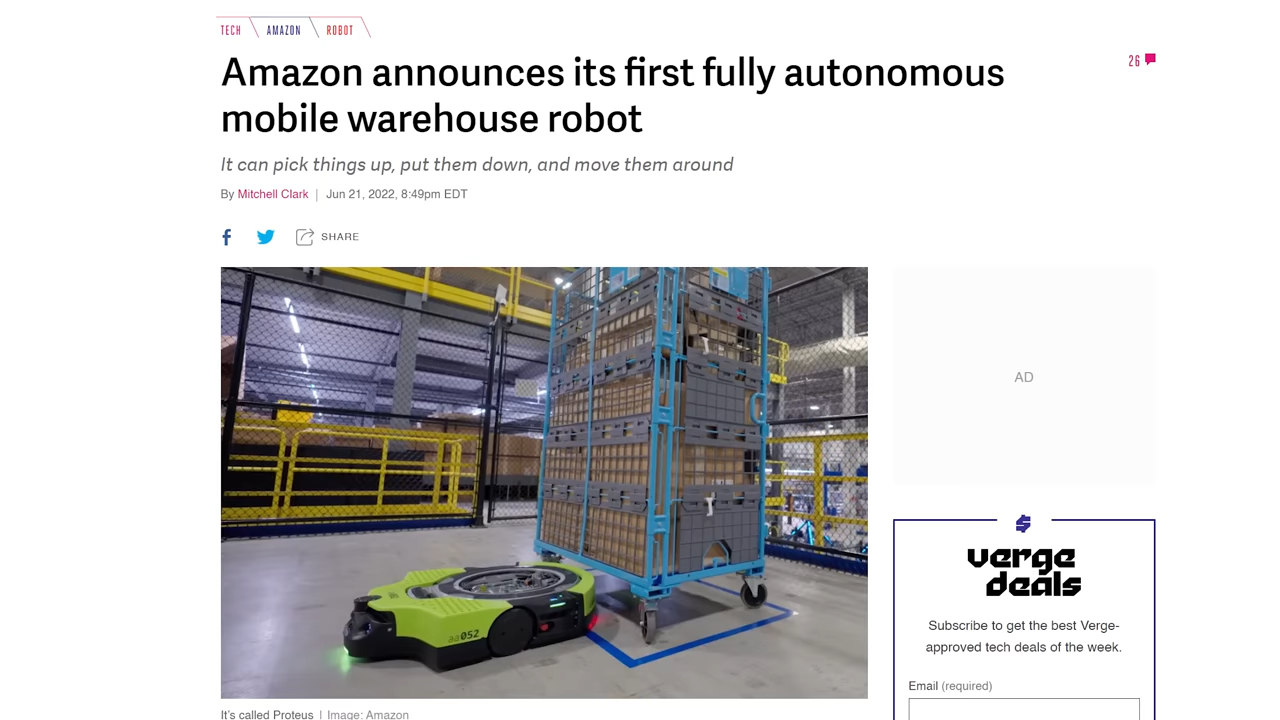 TECH AMAZON ROBOT
Amazon announces its first fully autonomous
mobile warehouse robot
26
It can pick things up, put them down, and move them around
By Mitchell Clark | Jun 21, 2022, 8:49pm EDT
SHARE
AD
aa052
verge
deals
Subscribe to get the best Verge-
approved tech deals of the week.
Email (required)
It's called Proteus | Image: Amazon